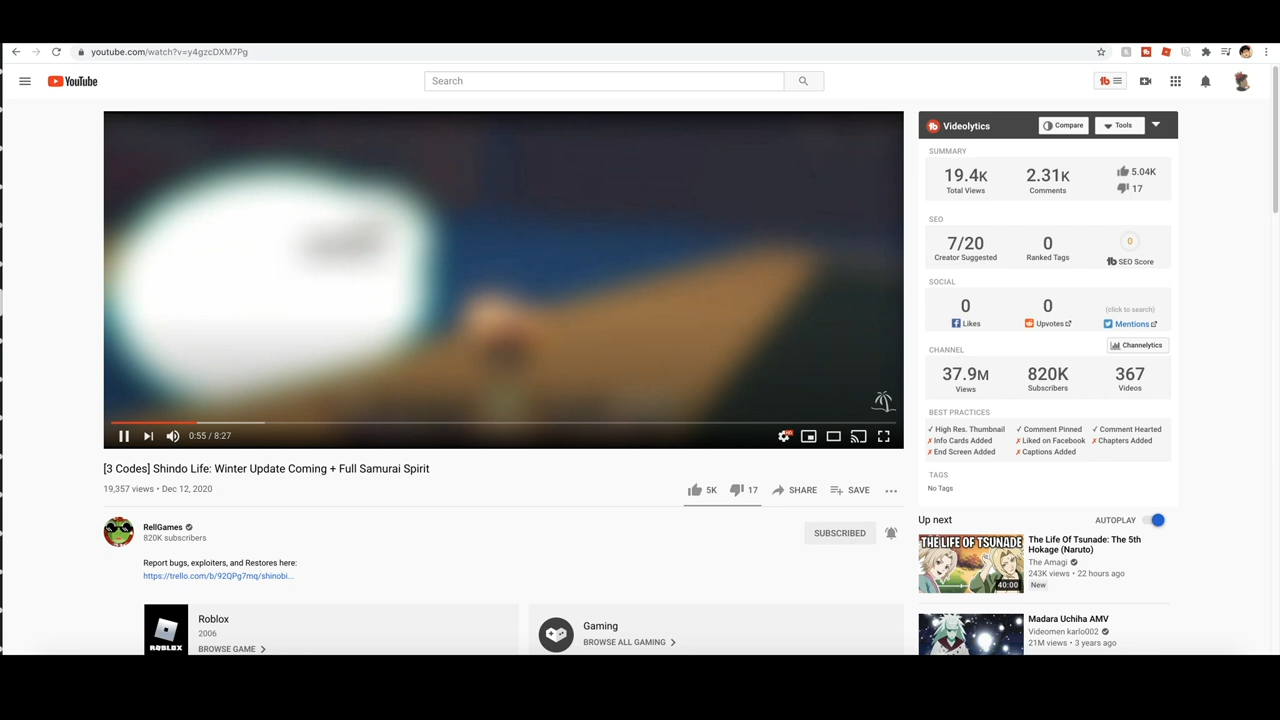 youtube.com/watch?v=y4gzcDXM7Pg
YouTube
Search
tb
0:55 / 8:27
HD
[3 Codes] Shindo Life: Winter Update Coming + Full Samurai Spirit
19,357 views • Dec 12, 2020
5K
17
SHARE
SAVE
RellGames
820K subscribers
SUBSCRIBED
Report bugs, exploiters, and Restores here:
https://trello.com/b/92QPg7mq/shinobi...
ROBLOX
Roblox
2006
BROWSE GAME
Gaming
BROWSE ALL GAMING
tb Videolytics
Compare
Tools
SUMMARY
19.4K
Total Views
2.31K
Comments
5.04K
17
SEO
7/20
Creator Suggested
0
Ranked Tags
0
tb SEO Score
SOCIAL
0
Likes
0
Upvotes
(click to search)
Mentions
CHANNEL
Channelytics
37.9M
Views
820K
Subscribers
367
Videos
BEST PRACTICES
✓ High Res. Thumbnail ✓ Comment Pinned ✓ Comment Hearted
✗ Info Cards Added ✗ Liked on Facebook ✗ Chapters Added
✗ End Screen Added ✗ Captions Added
TAGS
No Tags
Up next
AUTOPLAY
THE LIFE OF TSUNADE
40:00
The Life Of Tsunade: The 5th
Hokage (Naruto)
The Amagi
243K views • 22 hours ago
New
Madara Uchiha AMV
Videomen karlo002
21M views • 3 years ago